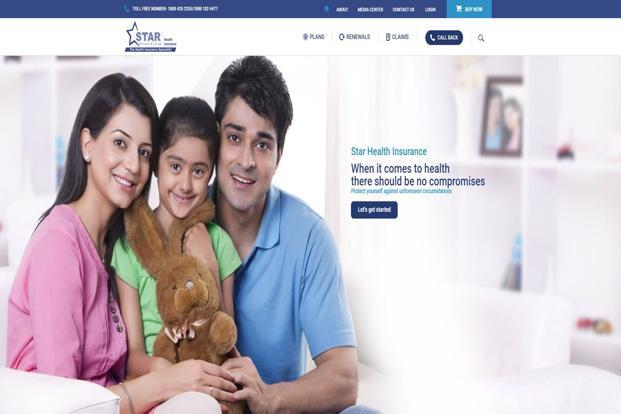 TOLL FREE NUMBER- 1800 425 2255/1800 102 4477
ABOUT
MEDIA CENTER
CONTACT US
LOGIN
BUY NOW
STAR
Health
Insurance
The Health Insurance Specialist
PLANS
RENEWALS
CLAIMS
CALL BACK
Star Health Insurance
When it comes to health
there should be no compromises
Protect yourself against unforeseen circumstances
Let's get started